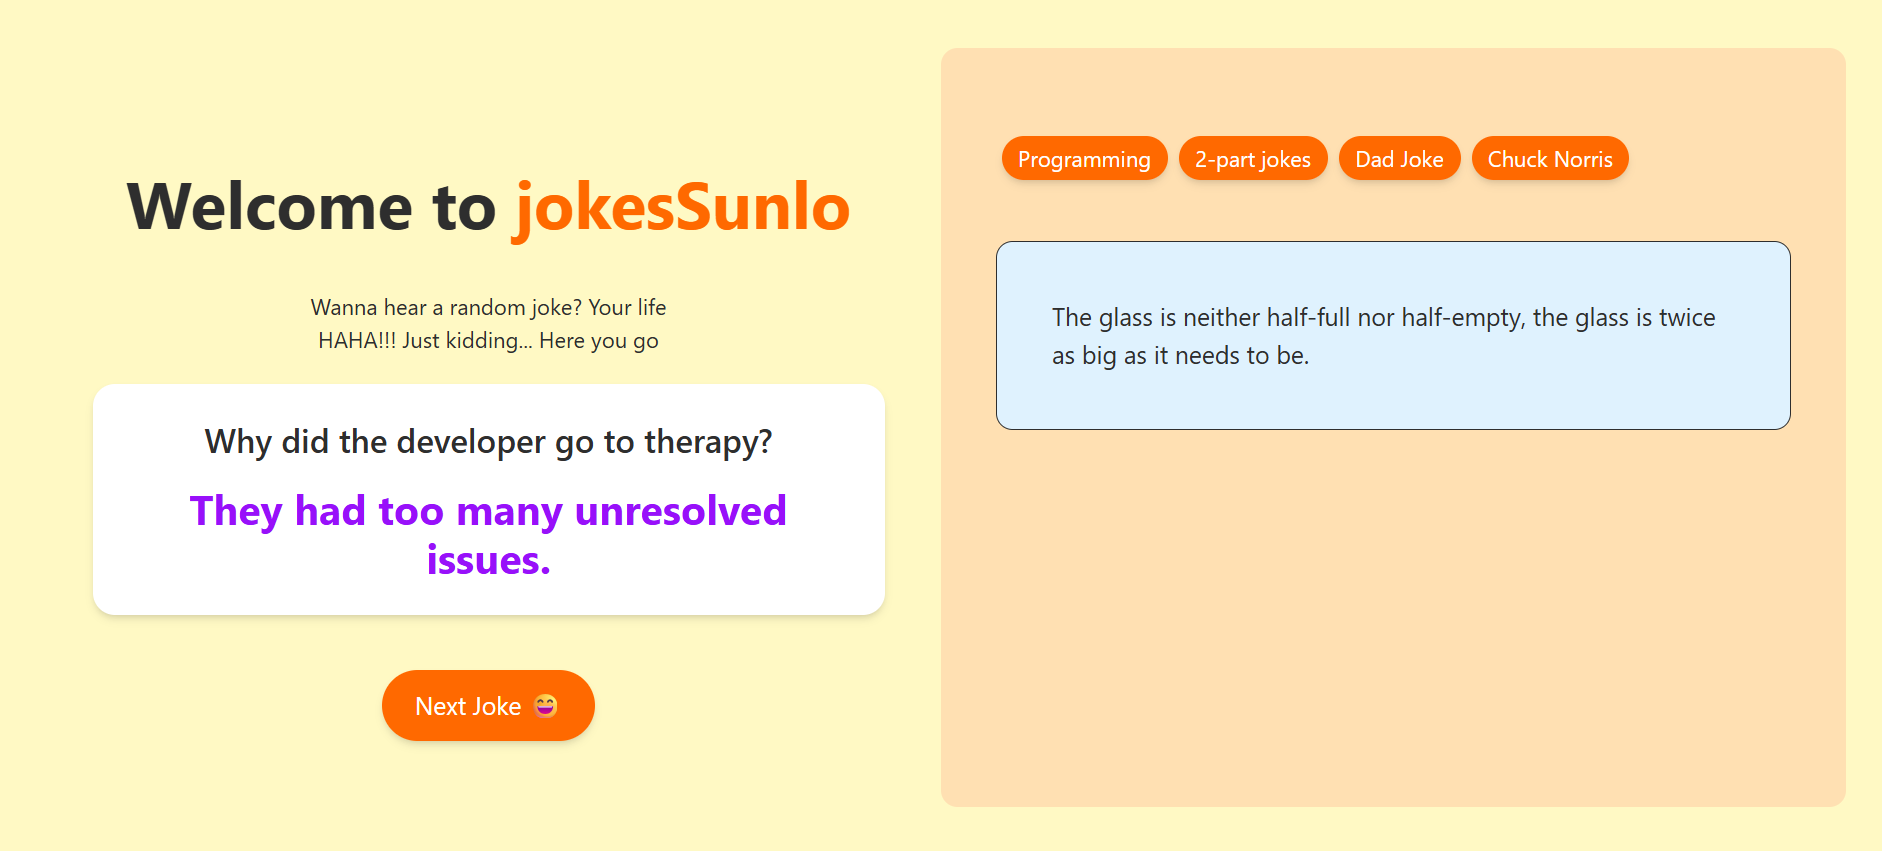 Welcome to jokesSunlo
Wanna hear a random joke? Your life
HAHA!!! Just kidding... Here you go
Why did the developer go to therapy?
They had too many unresolved
issues.
Next Joke 😄
Programming
2-part jokes
Dad Joke
Chuck Norris
The glass is neither half-full nor half-empty, the glass is twice
as big as it needs to be.